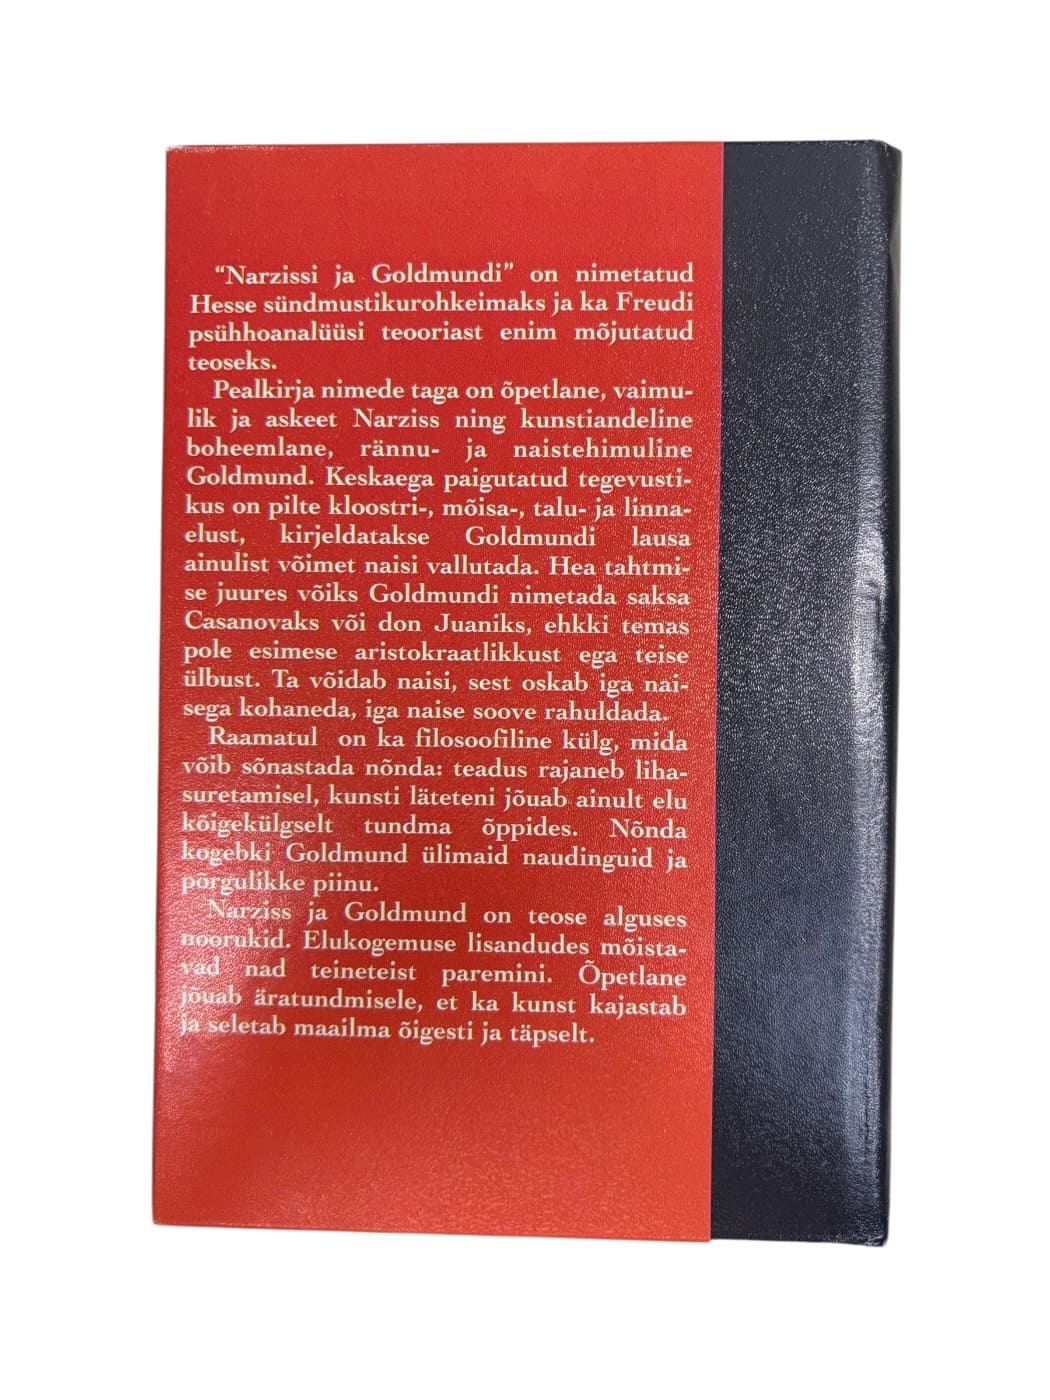 “Narzissi ja Goldmundi” on nimetatud
Hesse sündmustikurohkeimaks ja ka Freudi
psühhoanalüüsi teooriast enim mõjutatud
teoseks.
Pealkirja nimede taga on õpetlane, vaimu-
lik ja askeet Narziss ning kunstiandeline
boheemlane, rännu- ja naistehimuline
Goldmund. Keskaega paigutatud tegevusti-
kus on pilte kloostri-, mõisa-, talu- ja linna-
elust, kirjeldatakse Goldmundi lausa
ainulist võimet naisi vallutada. Hea tahtmi-
se juures võiks Goldmundi nimetada saksa
Casanovaks või don Juaniks, ehkki temas
pole esimese aristokraatlikkust ega teise
ülbust. Ta võidab naisi, sest oskab iga nai-
sega kohaneda, iga naise soove rahuldada.
Raamatul on ka filosoofiline külg, mida
võib sõnastada nõnda: teadus rajaneb liha-
suretamisel, kunsti läteteni jõuab ainult elu
kõigekülgselt tundma õppides. Nõnda
kogebki Goldmund ülimaid naudinguid ja
põrgulikke piinu.
Narziss ja Goldmund on teose alguses
noorukid. Elukogemuse lisandudes mõista-
vad nad teineteist paremini. Õpetlane
jõuab äratundmisele, et ka kunst kajastab
ja seletab maailma õigesti ja täpselt.